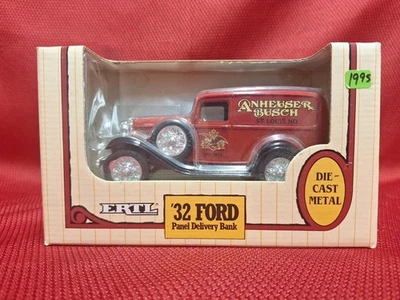 1995
ANHEUSER
BUSCH
ST. LOUIS, MO.
ERTL
'32 FORD
Panel Delivery Bank
DIE-
CAST
METAL